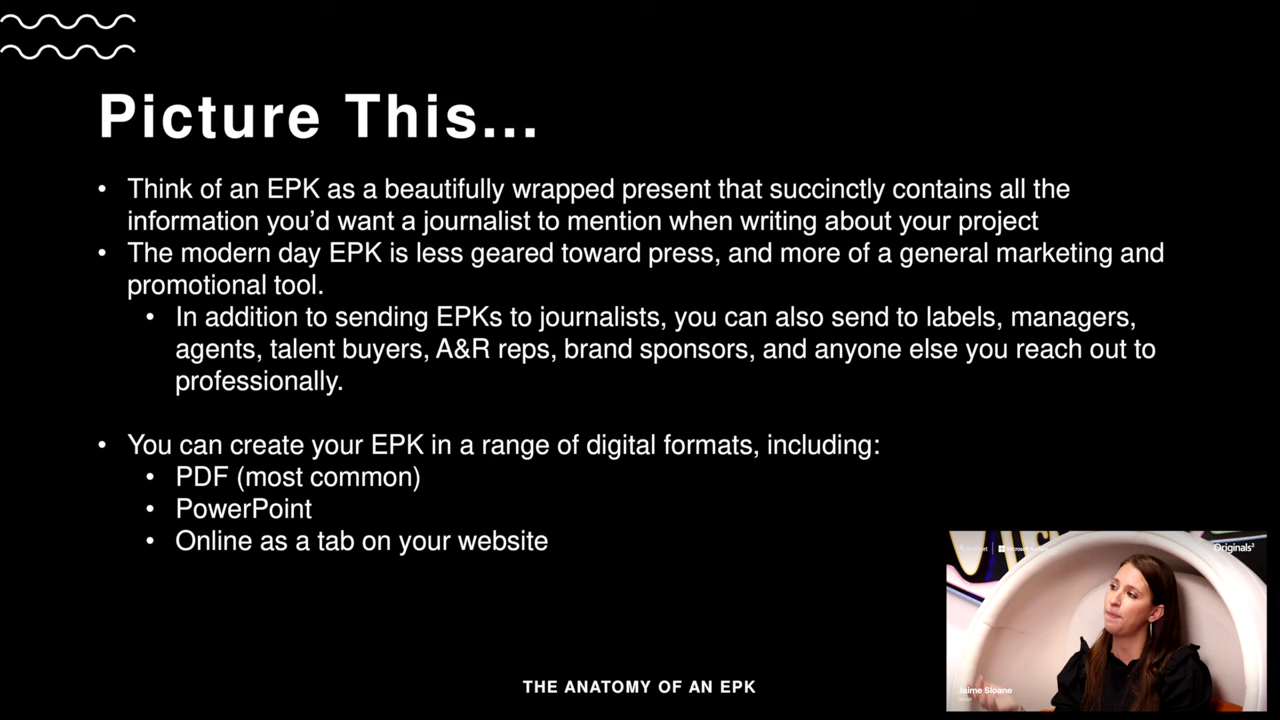 Picture This...
• Think of an EPK as a beautifully wrapped present that succinctly contains all the
information you'd want a journalist to mention when writing about your project
• The modern day EPK is less geared toward press, and more of a general marketing and
promotional tool.
• In addition to sending EPKs to journalists, you can also send to labels, managers,
agents, talent buyers, A&R reps, brand sponsors, and anyone else you reach out to
professionally.
• You can create your EPK in a range of digital formats, including:
• PDF (most common)
• PowerPoint
• Online as a tab on your website
Microsoft
Originals²
Jaime Sloane
THE ANATOMY OF AN EPK